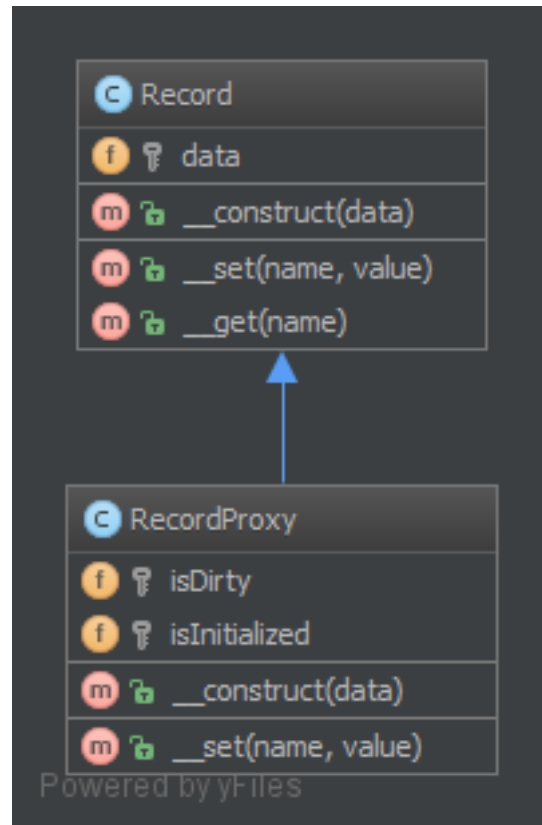 C Record
f data
m __construct(data)
m __set(name, value)
m __get(name)
C RecordProxy
f isDirty
f isInitialized
m __construct(data)
m __set(name, value)
Powered by yFiles